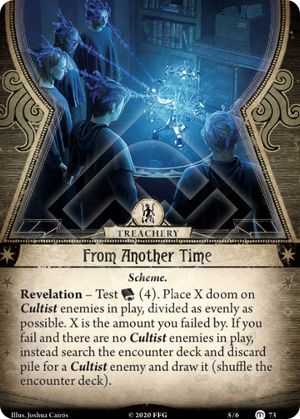 TREACHERY
From Another Time
Scheme.
Revelation – Test (4). Place X doom on
Cultist enemies in play, divided as evenly as
possible. X is the amount you failed by. If you
fail and there are no Cultist enemies in play,
instead search the encounter deck and discard
pile for a Cultist enemy and draw it (shuffle the
encounter deck).
Illus. Joshua Cairós
© 2020 FFG
5/6
73